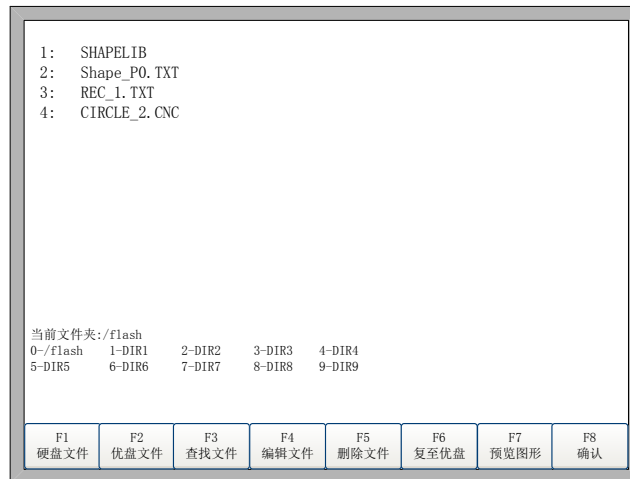 1: SHAPELIB
2: Shape_P0.TXT
3: REC_1.TXT
4: CIRCLE_2.CNC
当前文件夹:/flash
0-/flash 1-DIR1 2-DIR2 3-DIR3 4-DIR4
5-DIR5 6-DIR6 7-DIR7 8-DIR8 9-DIR9
F1 F2 F3 F4 F5 F6 F7 F8
硬盘文件 优盘文件 查找文件 编辑文件 删除文件 复至优盘 预览图形 确认